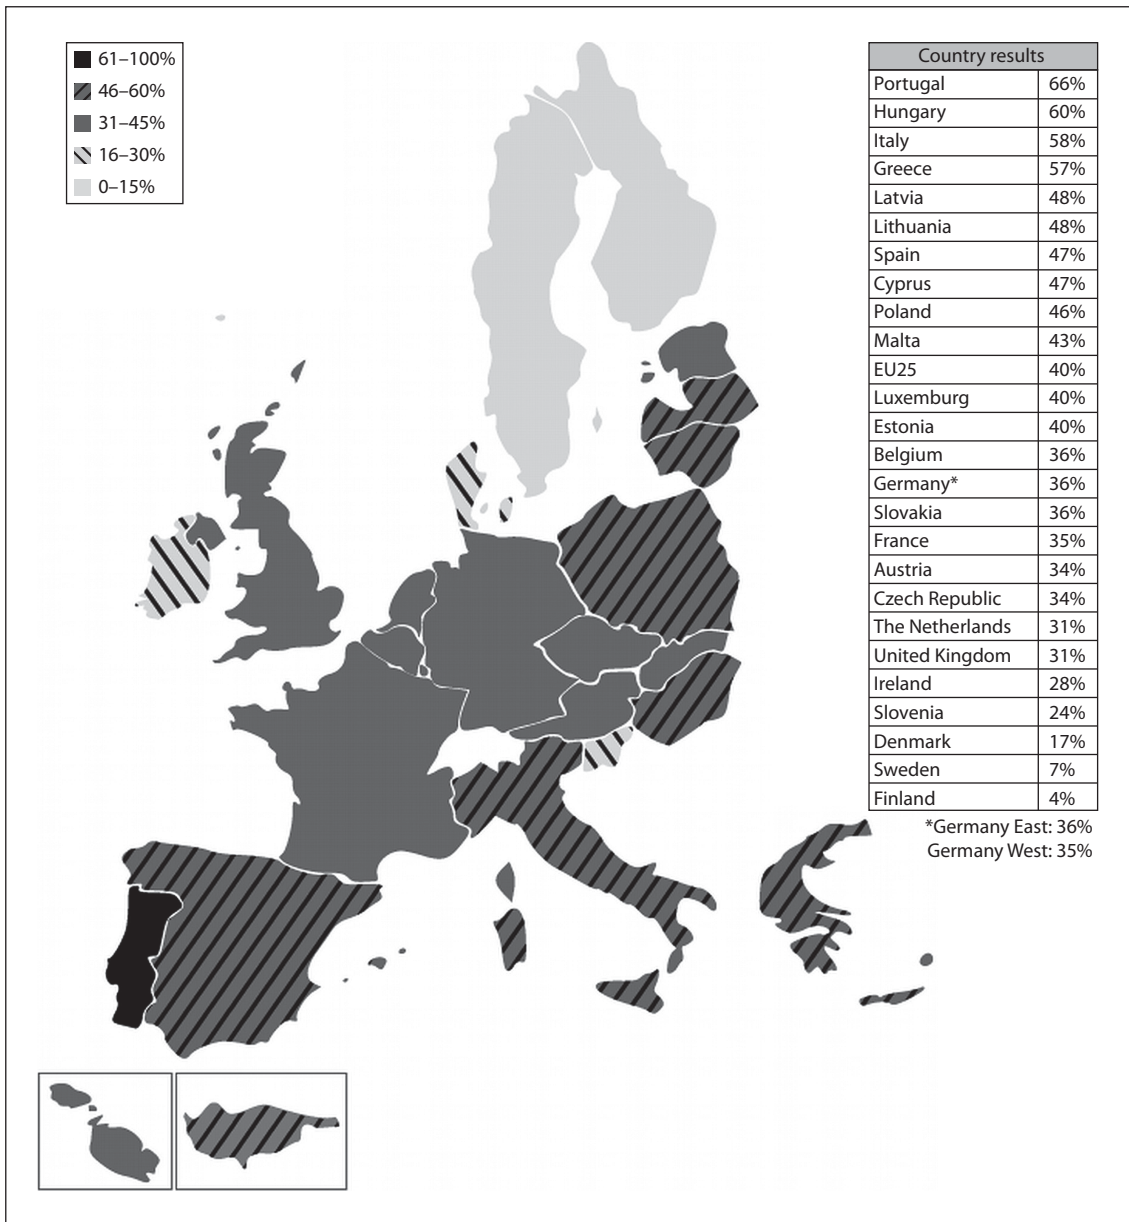 61–100%
46–60%
31–45%
16–30%
0–15%
Country results
Portugal 66%
Hungary 60%
Italy 58%
Greece 57%
Latvia 48%
Lithuania 48%
Spain 47%
Cyprus 47%
Poland 46%
Malta 43%
EU25 40%
Luxemburg 40%
Estonia 40%
Belgium 36%
Germany* 36%
Slovakia 36%
France 35%
Austria 34%
Czech Republic 34%
The Netherlands 31%
United Kingdom 31%
Ireland 28%
Slovenia 24%
Denmark 17%
Sweden 7%
Finland 4%
*Germany East: 36%
Germany West: 35%